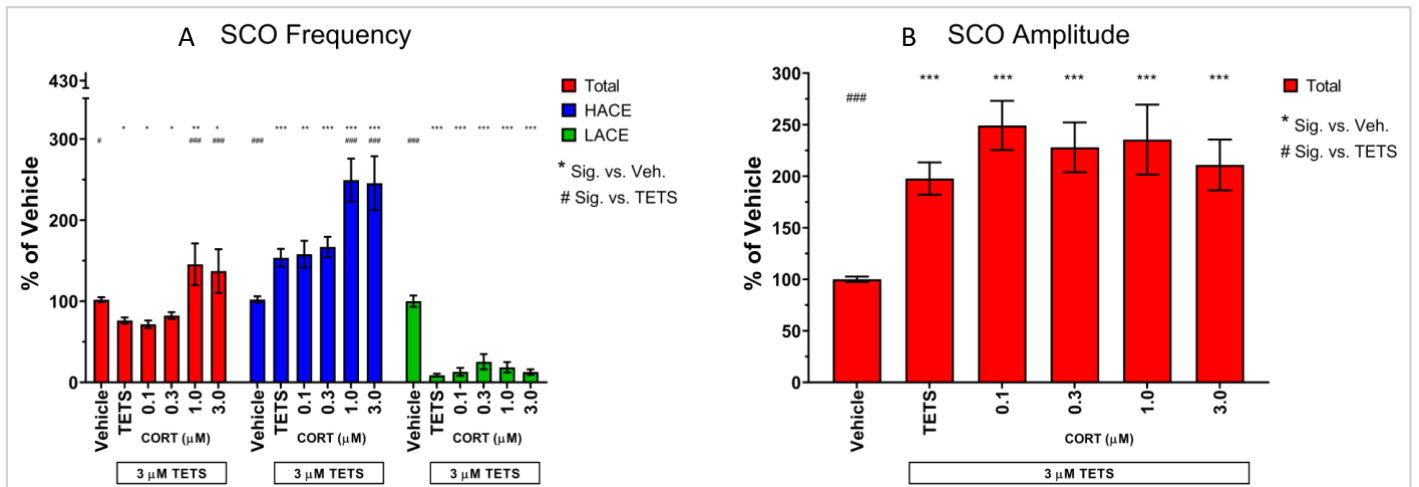 A SCO Frequency
430
300
200
100
0
% of Vehicle
* * * ** *
# ### ###
*** ** *** *** ***
### ### ###
*** *** *** *** ***
###
Total
HACE
LACE
* Sig. vs. Veh.
# Sig. vs. TETS
Vehicle TETS 0.1 0.3 1.0 3.0
CORT (µM)
3 µM TETS
Vehicle TETS 0.1 0.3 1.0 3.0
CORT (µM)
3 µM TETS
Vehicle TETS 0.1 0.3 1.0 3.0
CORT (µM)
3 µM TETS
B SCO Amplitude
300
250
200
150
100
50
0
% of Vehicle
###
*** *** *** *** ***
Total
* Sig. vs. Veh.
# Sig. vs. TETS
Vehicle TETS 0.1 0.3 1.0 3.0
CORT (µM)
3 µM TETS